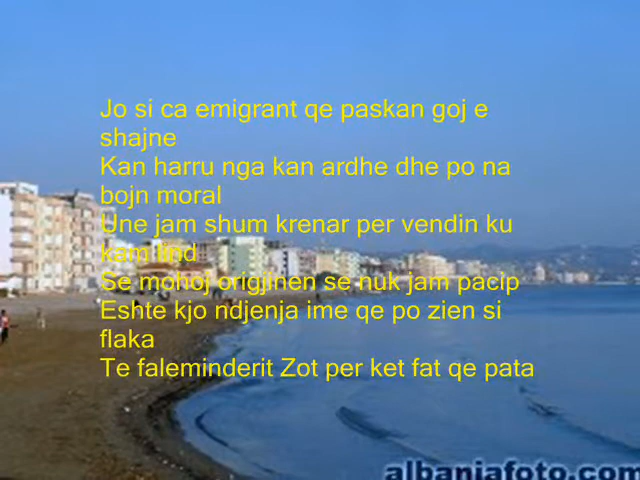 Jo si ca emigrant qe paskan goj e
shajne
Kan harru nga kan ardhe dhe po na
bojn moral
Une jam shum krenar per vendin ku
kam lind
Se mohoj origjinen se nuk jam pacip
Eshte kjo ndjenja ime qe po zien si
flaka
Te faleminderit Zot per ket fat qe pata
albaniafoto.com